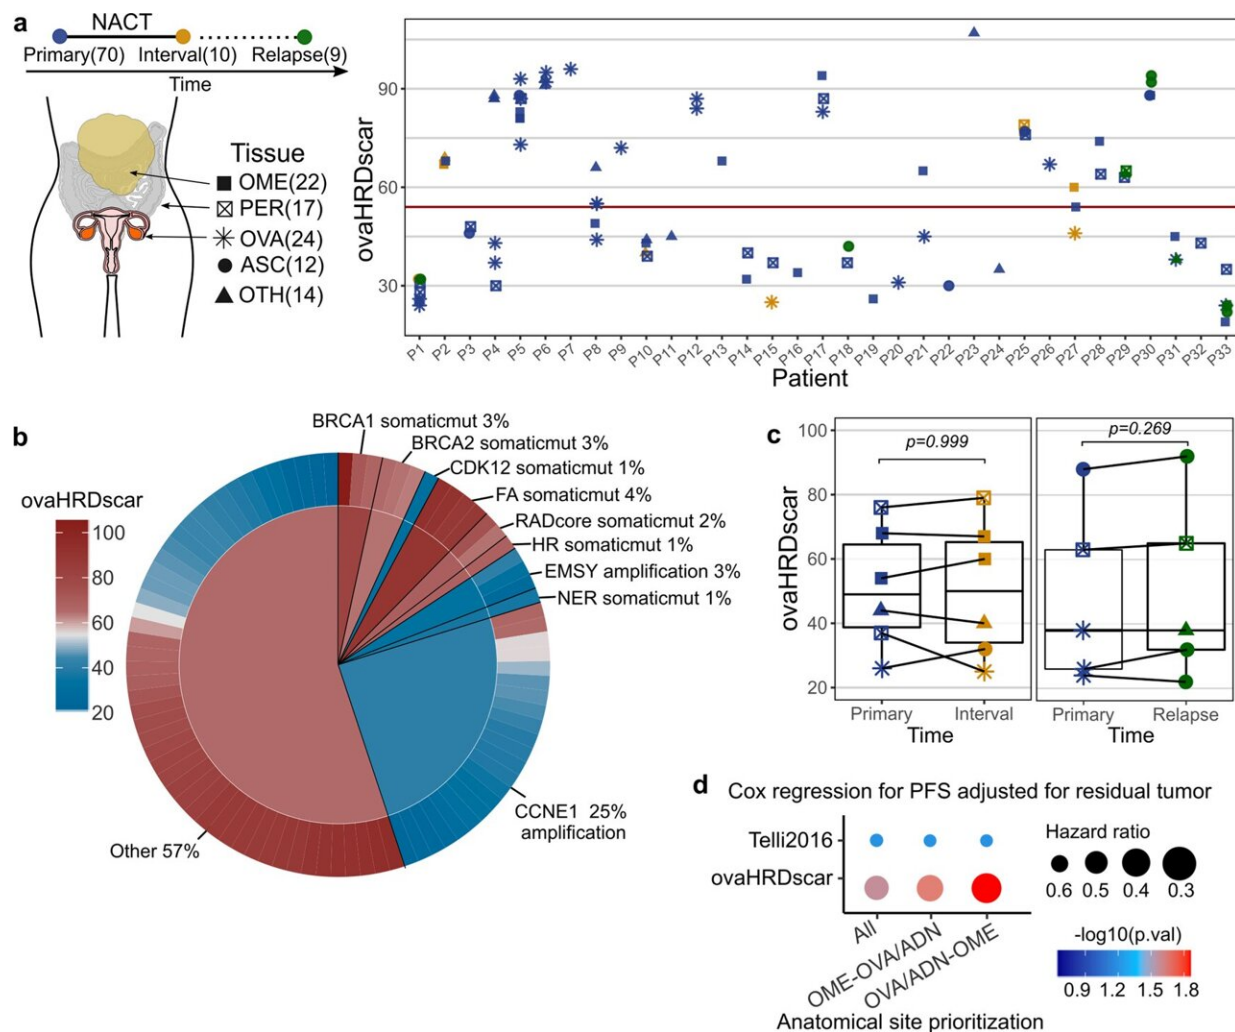 a
NACT
Primary(70) Interval(10) Relapse(9)
Time
Tissue
OME(22)
PER(17)
OVA(24)
ASC(12)
OTH(14)
ovaHRDscar
90
60
30
P1 P2 P3 P4 P5 P6 P7 P8 P9 P10 P11 P12 P13 P14 P15 P16 P17 P18 P19 P20 P21 P22 P23 P24 P25 P26 P27 P28 P29 P30 P31 P32 P33
Patient
b
ovaHRDscar
100
80
60
40
20
BRCA1 somaticmut 3%
BRCA2 somaticmut 3%
CDK12 somaticmut 1%
FA somaticmut 4%
RADcore somaticmut 2%
HR somaticmut 1%
EMSY amplification 3%
NER somaticmut 1%
CCNE1 25%
amplification
Other 57%
c
ovaHRDscar
100
80
60
40
20
p=0.999
p=0.269
Primary Interval
Time
Primary Relapse
Time
d
Cox regression for PFS adjusted for residual tumor
Telli2016
ovaHRDscar
All
OME-OVA/ADN
OVA/ADN-OME
Anatomical site prioritization
Hazard ratio
0.6 0.5 0.4 0.3
-log10(p.val)
0.9 1.2 1.5 1.8